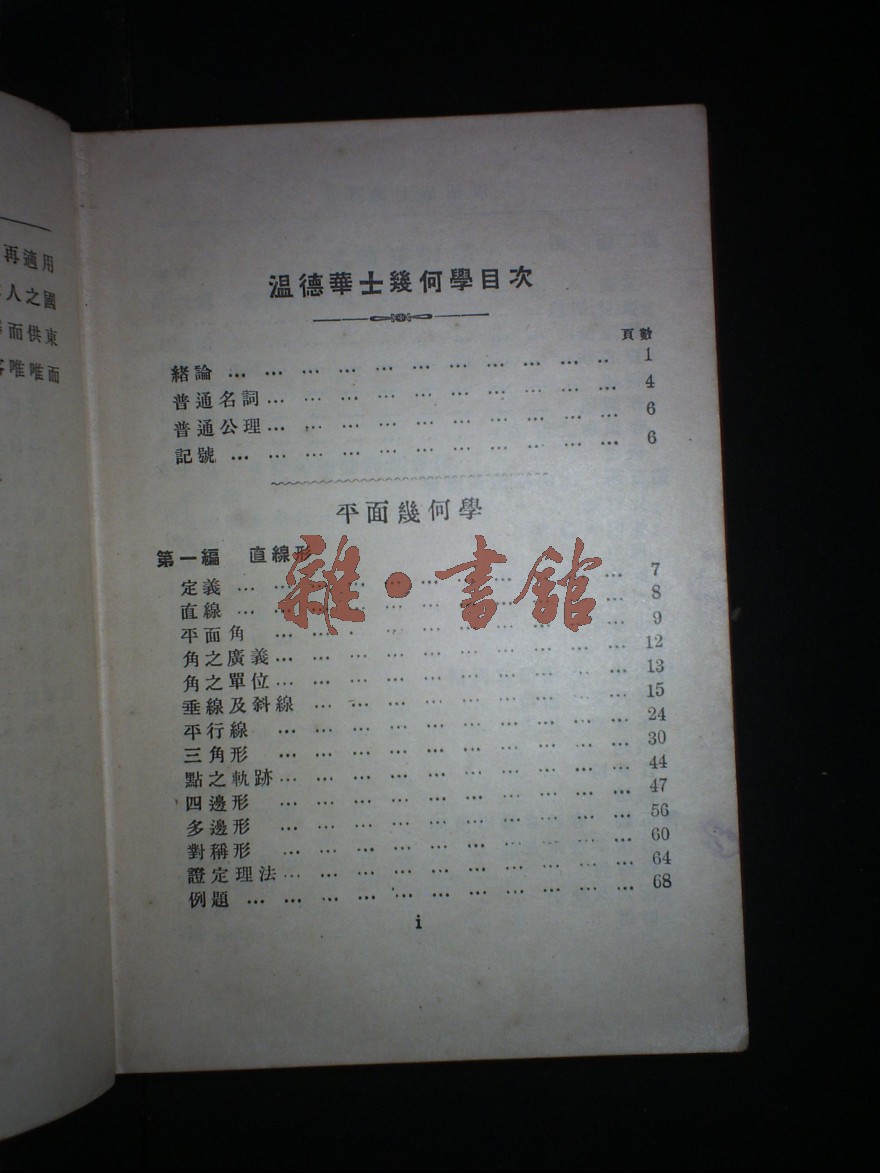 再適用
人之國
而供東
唯唯而
温德華士幾何學目次
頁數
緒論 … … … … … … … … … … .. 1
普通名詞… … … … … … … … … … 4
普通公理… … … … … … … … … … 6
記號 … … … … … … … … … … … 6
平面幾何學
第一編 直線形
定義 … … … … … … … … … … … 7
直線 … … … … … … … … … … … 8
平面角 … … … … … … … … … … 9
角之廣義… … … … … … … … … … 12
角之單位… … … … … … … … … … 13
垂線及斜線 … … … … … … … … … 15
平行線 … … … … … … … … … … 24
三角形 … … … … … … … … … … 30
點之軌跡… … … … … … … … … … 44
四邊形 … … … … … … … … … … 47
多邊形 … … … … … … … … … … 56
對稱形 … … … … … … … … … … 60
證定理法… … … … … … … … … … 64
例題 … … … … … … … … … … … 68
雜·書館
i